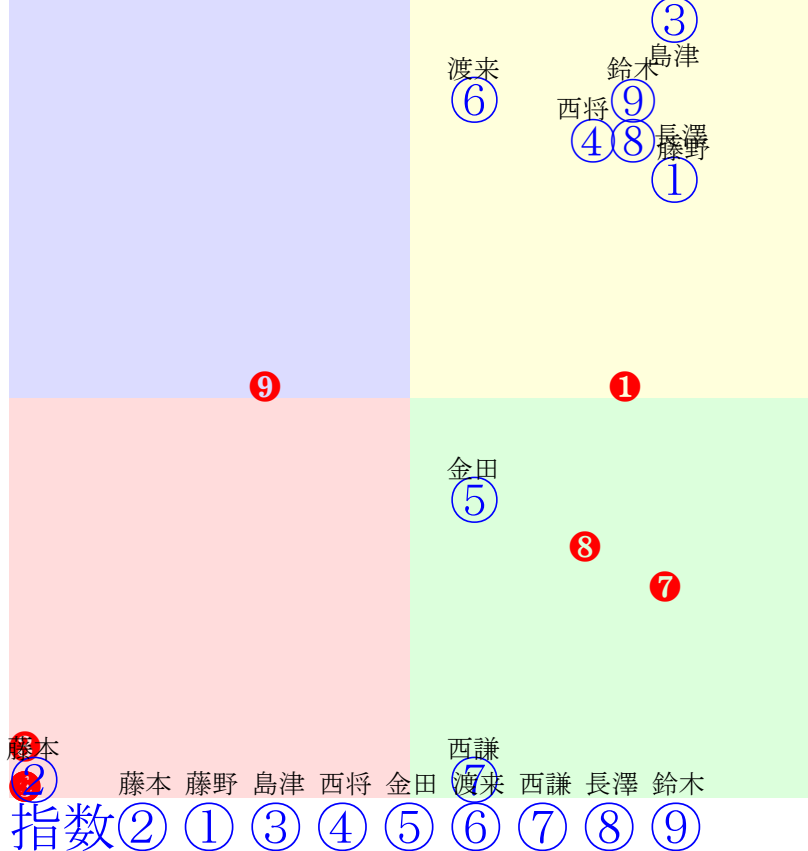 ③
島津
渡来
鈴木
⑥
⑨
西将
④
⑧
長澤
藤野
①
❾
❶
金田
⑤
❽
❼
藤本
②
西謙
⑦
藤本 藤野 島津 西将 金田 渡来 西謙 長澤 鈴木
指数②①③④⑤⑥⑦⑧⑨